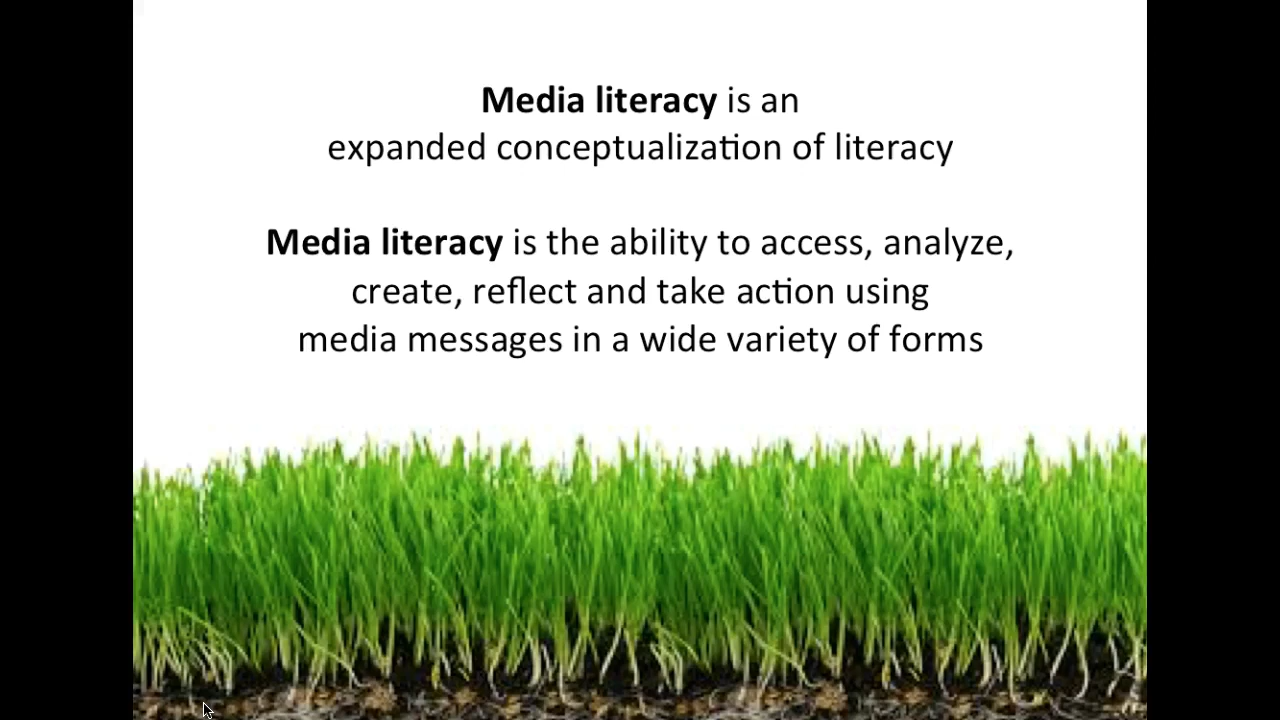 Media literacy is an
expanded conceptualization of literacy
Media literacy is the ability to access, analyze,
create, reflect and take action using
media messages in a wide variety of forms